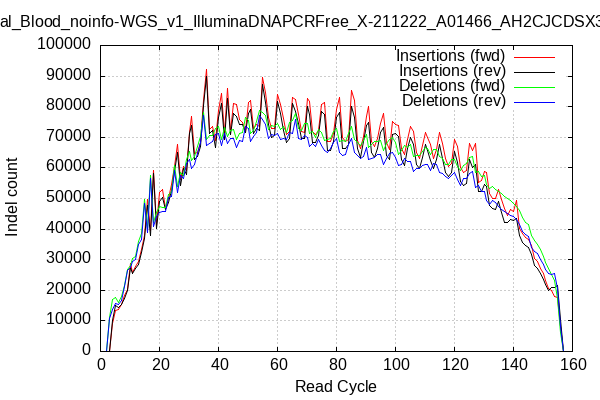 al_Blood_noinfo-WGS_v1_IlluminaDNAPCRFree_X-211222_A01466_AH2CJCDSX3
100000
90000
80000
70000
60000
50000
40000
30000
20000
10000
0
Insertions (fwd)
Insertions (rev)
Deletions (fwd)
Deletions (rev)
Indel count
0 20 40 60 80 100 120 140 160
Read Cycle